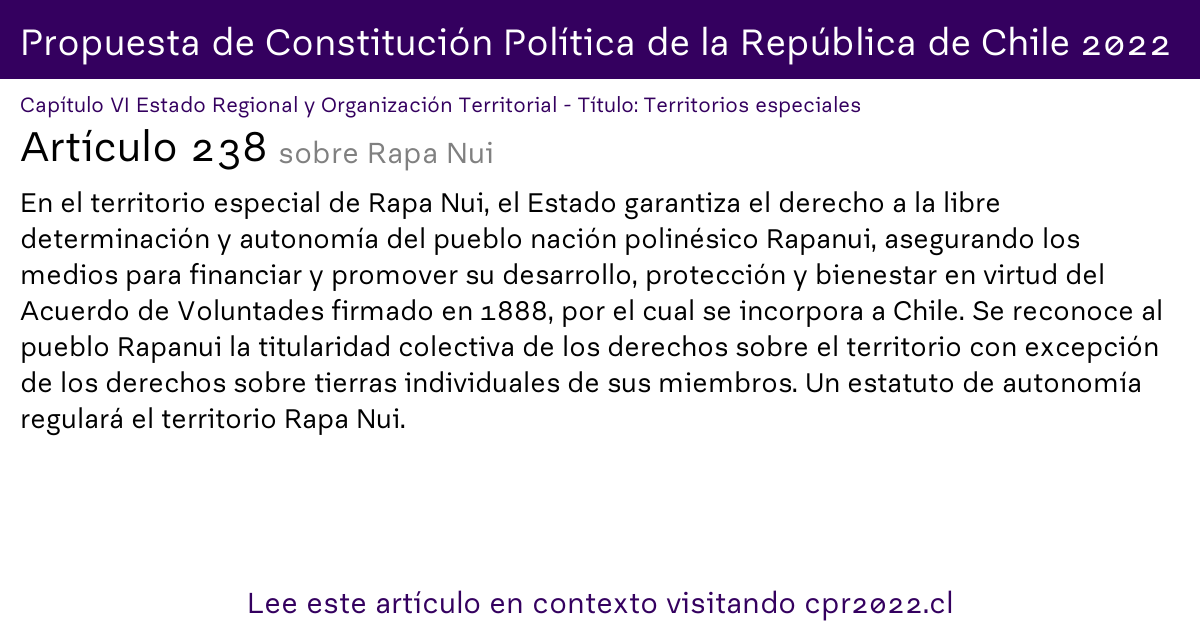 Propuesta de Constitución Política de la República de Chile 2022
Capítulo VI Estado Regional y Organización Territorial - Título: Territorios especiales
Artículo 238 sobre Rapa Nui
En el territorio especial de Rapa Nui, el Estado garantiza el derecho a la libre
determinación y autonomía del pueblo nación polinésico Rapanui, asegurando los
medios para financiar y promover su desarrollo, protección y bienestar en virtud del
Acuerdo de Voluntades firmado en 1888, por el cual se incorpora a Chile. Se reconoce al
pueblo Rapanui la titularidad colectiva de los derechos sobre el territorio con excepción
de los derechos sobre tierras individuales de sus miembros. Un estatuto de autonomía
regulará el territorio Rapa Nui.
Lee este artículo en contexto visitando cpr2022.cl